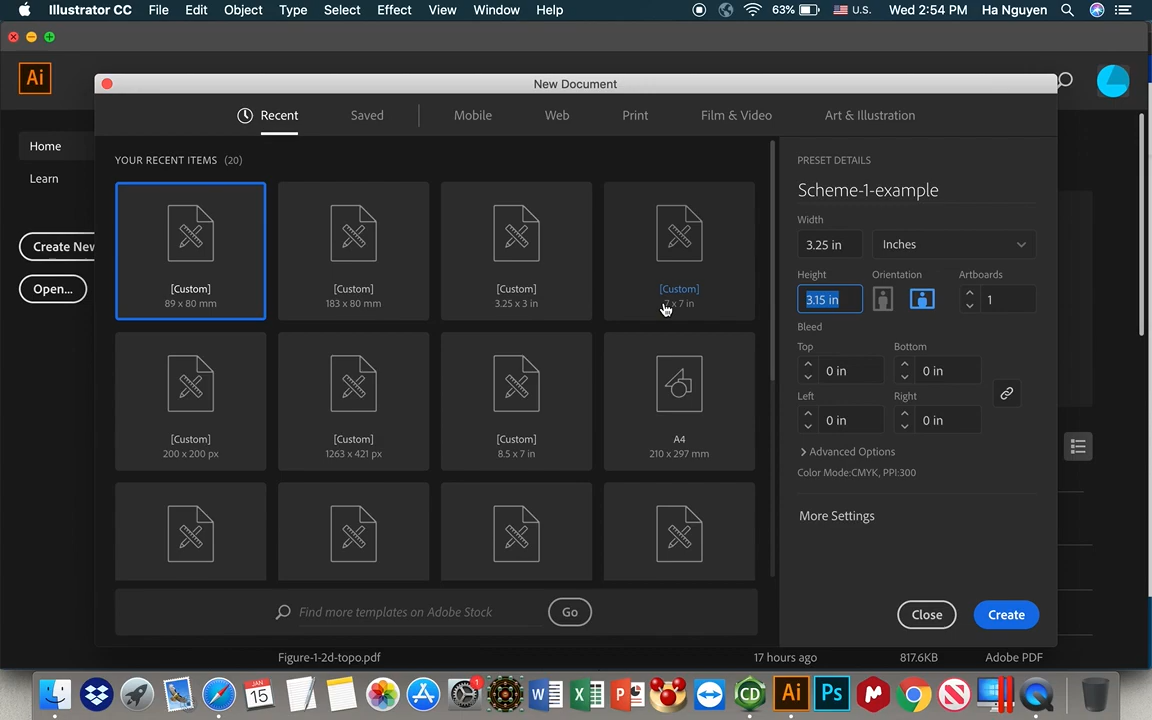 Illustrator CC File Edit Object Type Select Effect View Window Help 63% U.S. Wed 2:54 PM Ha Nguyen
Ai
New Document
Recent Saved Mobile Web Print Film & Video Art & Illustration
Home
Learn
Create New
Open...
YOUR RECENT ITEMS (20)
[Custom] [Custom] [Custom] [Custom]
89 x 80 mm 183 x 80 mm 3.25 x 3 in 7 x 7 in
[Custom] [Custom] [Custom] A4
200 x 200 px 1263 x 421 px 8.5 x 7 in 210 x 297 mm
Find more templates on Adobe Stock Go
PRESET DETAILS
Scheme-1-example
Width
3.25 in Inches
Height Orientation Artboards
3.15 in 1
Bleed
Top Bottom
0 in 0 in
Left Right
0 in 0 in
Advanced Options
Color Mode:CMYK, PPI:300
More Settings
Close Create
Figure-1-2d-topo.pdf 17 hours ago 817.6KB Adobe PDF
JAN
15
1
W X P CD Ai Ps